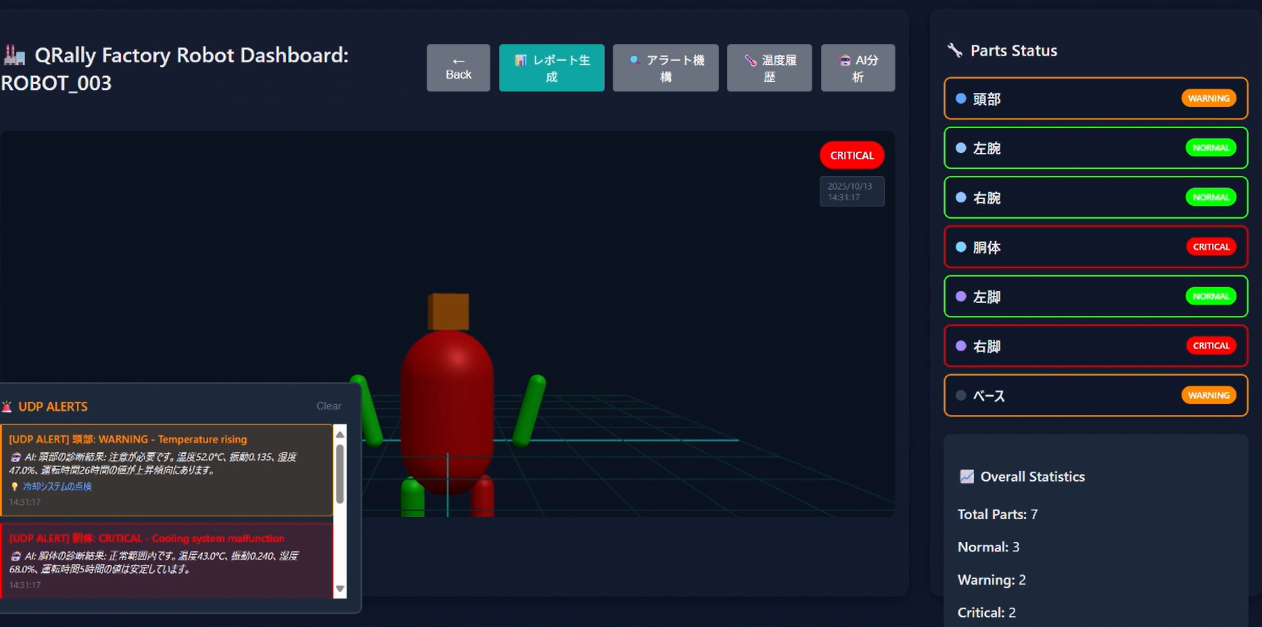 QRally Factory Robot Dashboard:
ROBOT_003
←
Back
レポート生
成
アラート機
構
温度履
歴
AI分
析
CRITICAL
2025/10/13
14:31:17
UDP ALERTS
Clear
[UDP ALERT] 頭部: WARNING - Temperature rising
AI: 頭部の診断結果: 注意が必要です。温度52.0°C、振動0.135、湿度
47.0%、運転時間26時間の値が上昇傾向にあります。
冷却システムの点検
14:31:17
[UDP ALERT] 胴体: CRITICAL - Cooling system malfunction
AI: 胴体の診断結果: 正常範囲内です。温度43.0°C、振動0.240、湿度
68.0%、運転時間5時間の値は安定しています。
14:31:17
Parts Status
頭部
WARNING
左腕
NORMAL
右腕
NORMAL
胴体
CRITICAL
左脚
NORMAL
右脚
CRITICAL
ベース
WARNING
Overall Statistics
Total Parts: 7
Normal: 3
Warning: 2
Critical: 2